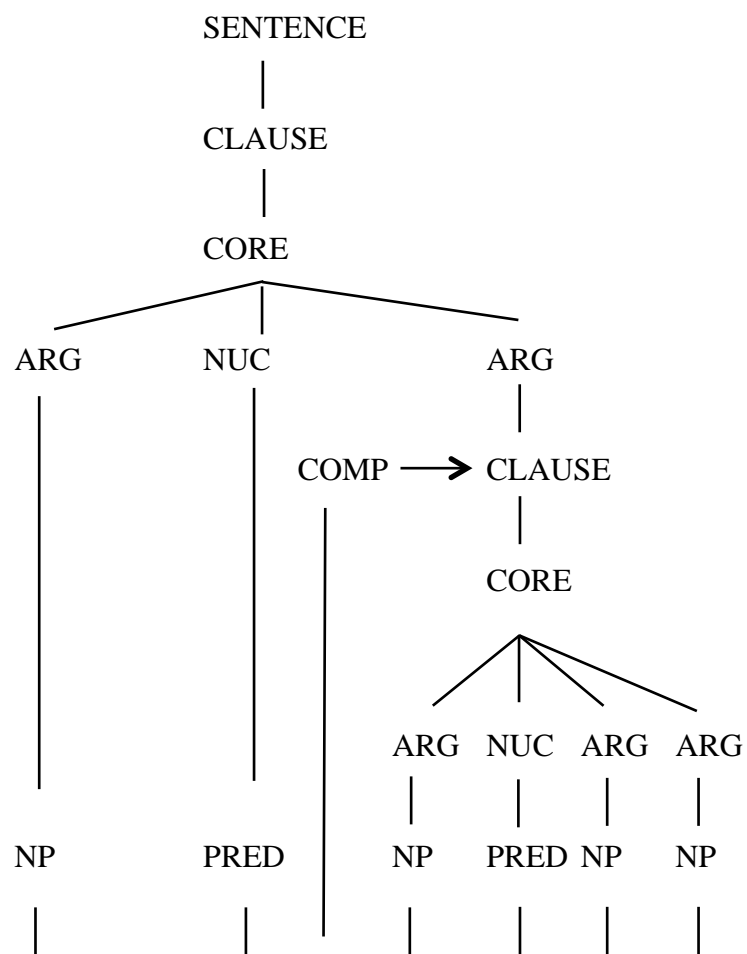 SENTENCE
CLAUSE
CORE
ARG NUC ARG
COMP CLAUSE
CORE
ARG NUC ARG ARG
NP PRED NP PRED NP NP